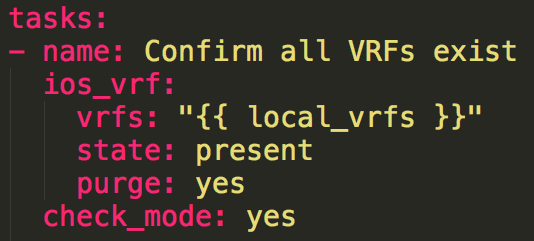 tasks:
- name: Confirm all VRFs exist
ios_vrf:
vrfs: "{{ local_vrfs }}"
state: present
purge: yes
check_mode: yes